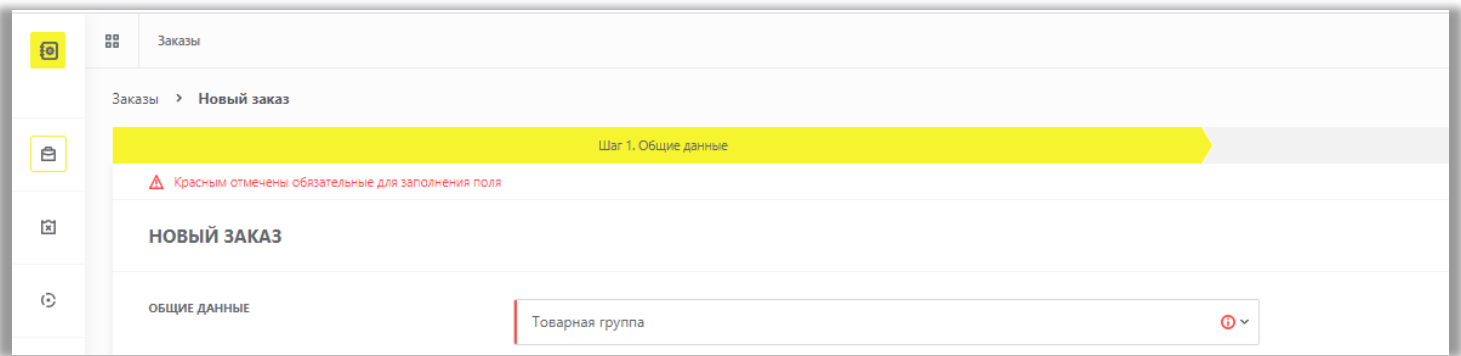 Заказы
Заказы > Новый заказ
Шаг 1. Общие данные
Красным отмечены обязательные для заполнения поля
НОВЫЙ ЗАКАЗ
ОБЩИЕ ДАННЫЕ
Товарная группа